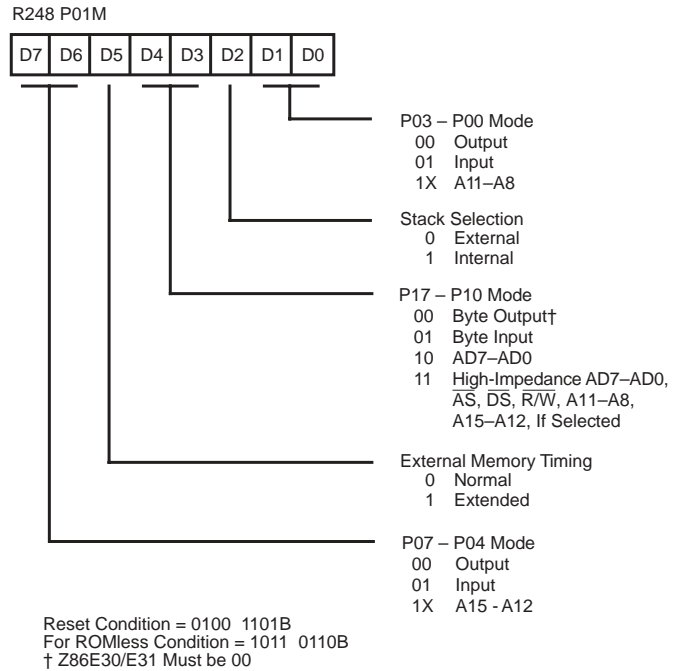 R248 P01M
D7 D6 D5 D4 D3 D2 D1 D0
P03 – P00 Mode
00 Output
01 Input
1X A11–A8
Stack Selection
0 External
1 Internal
P17 – P10 Mode
00 Byte Output†
01 Byte Input
10 AD7–AD0
11 High-Impedance AD7–AD0,
AS, DS, R/W, A11–A8,
A15–A12, If Selected
External Memory Timing
0 Normal
1 Extended
P07 – P04 Mode
00 Output
01 Input
1X A15 - A12
Reset Condition = 0100 1101B
For ROMless Condition = 1011 0110B
† Z86E30/E31 Must be 00